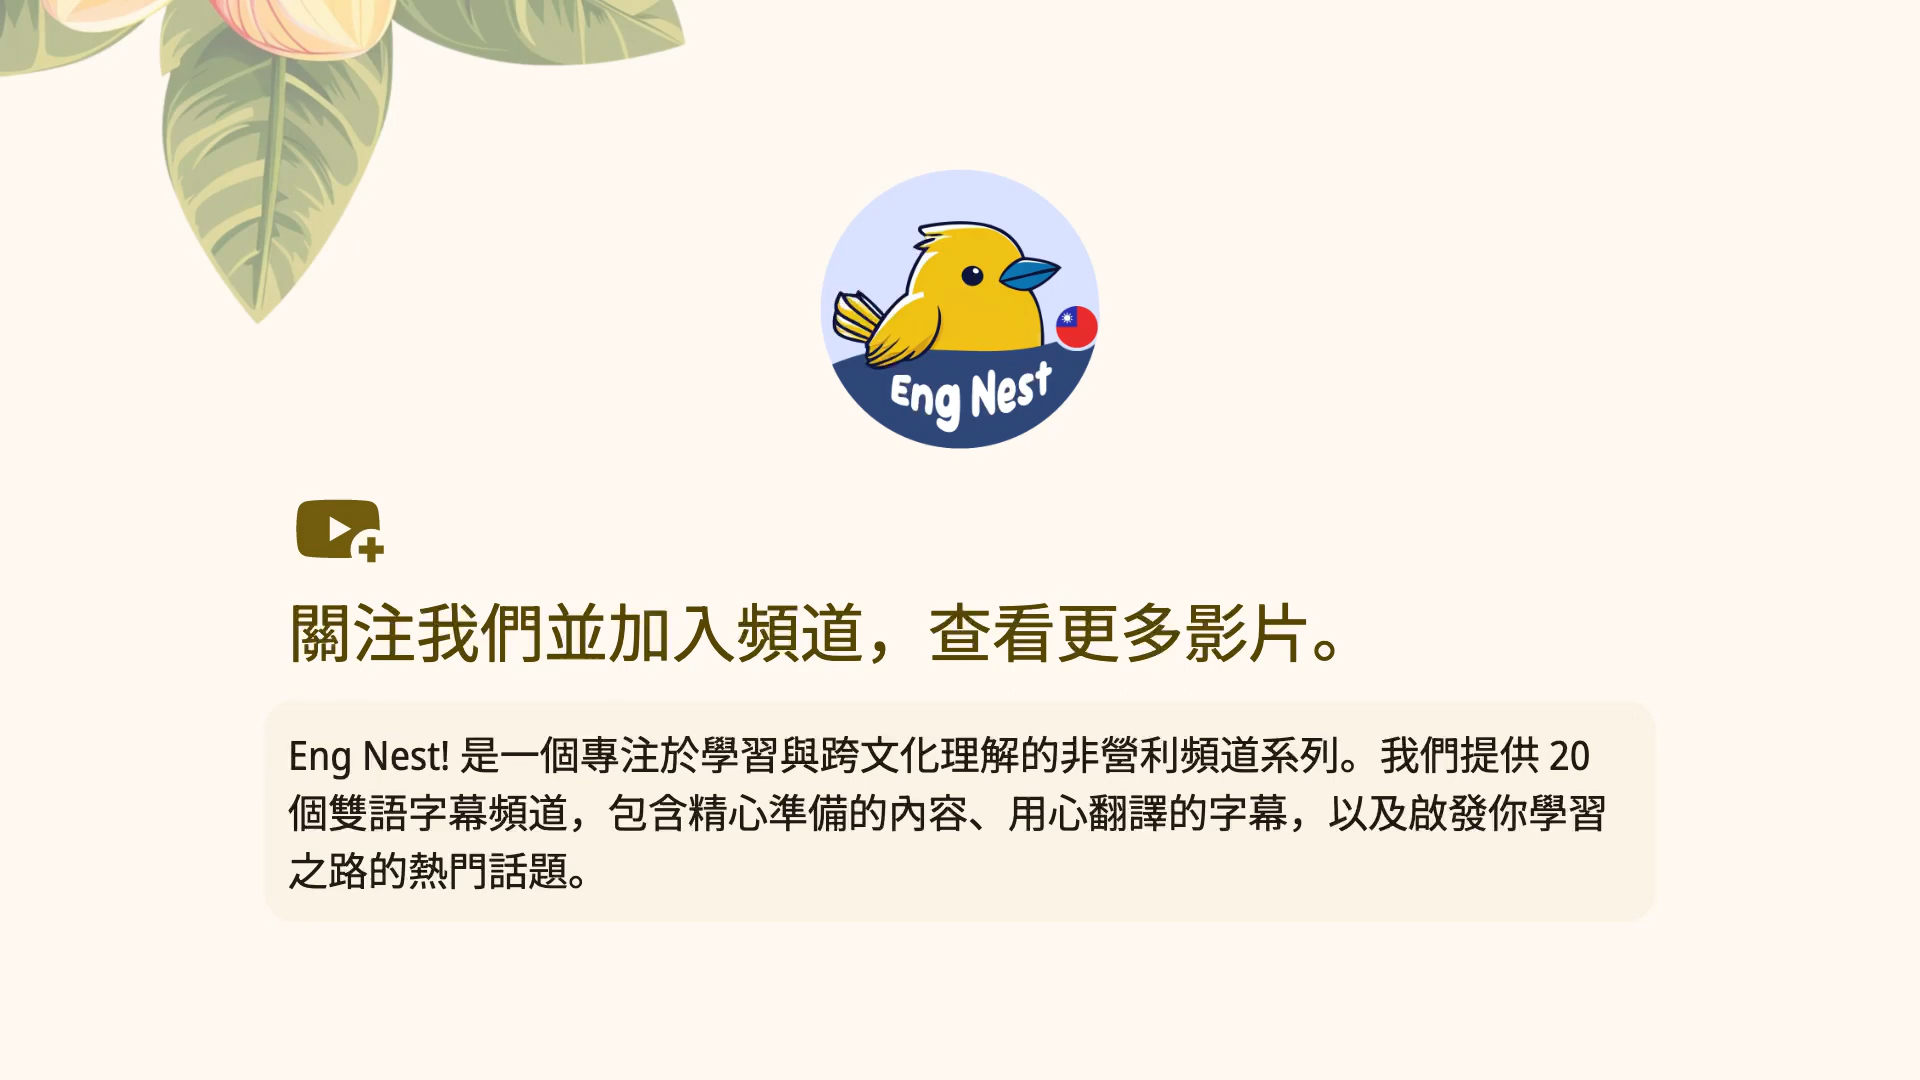 Eng Nest
關注我們並加入頻道，查看更多影片。
Eng Nest! 是一個專注於學習與跨文化理解的非營利頻道系列。我們提供 20
個雙語字幕頻道，包含精心準備的內容、用心翻譯的字幕，以及啟發你學習
之路的熱門話題。